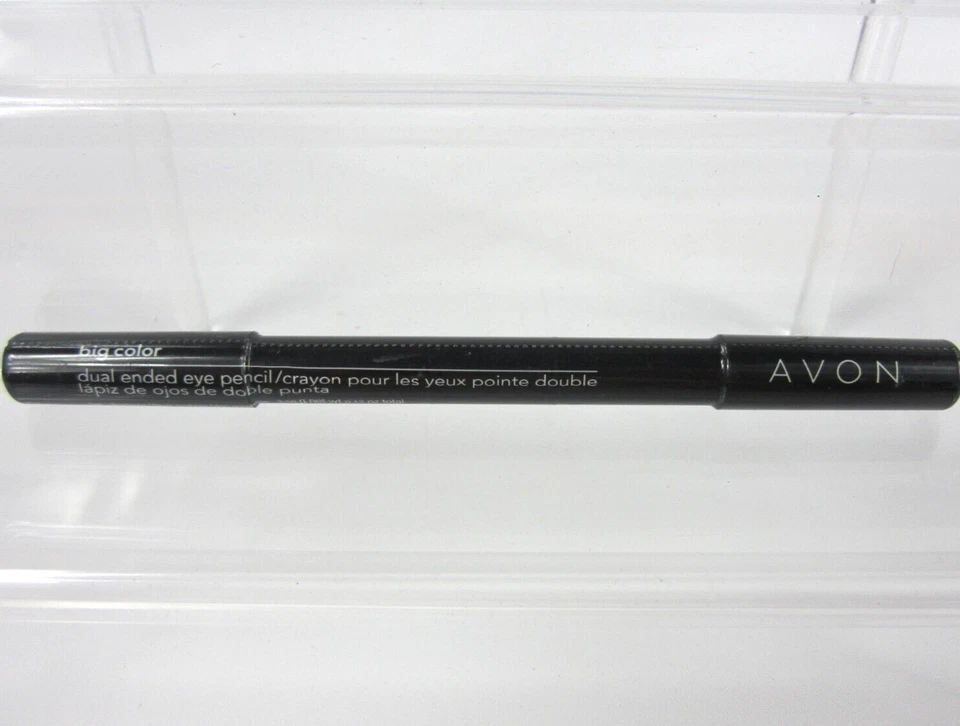 big color
dual ended eye pencil/crayon pour les yeux pointe double
lápiz de ojos de doble punta
AVON